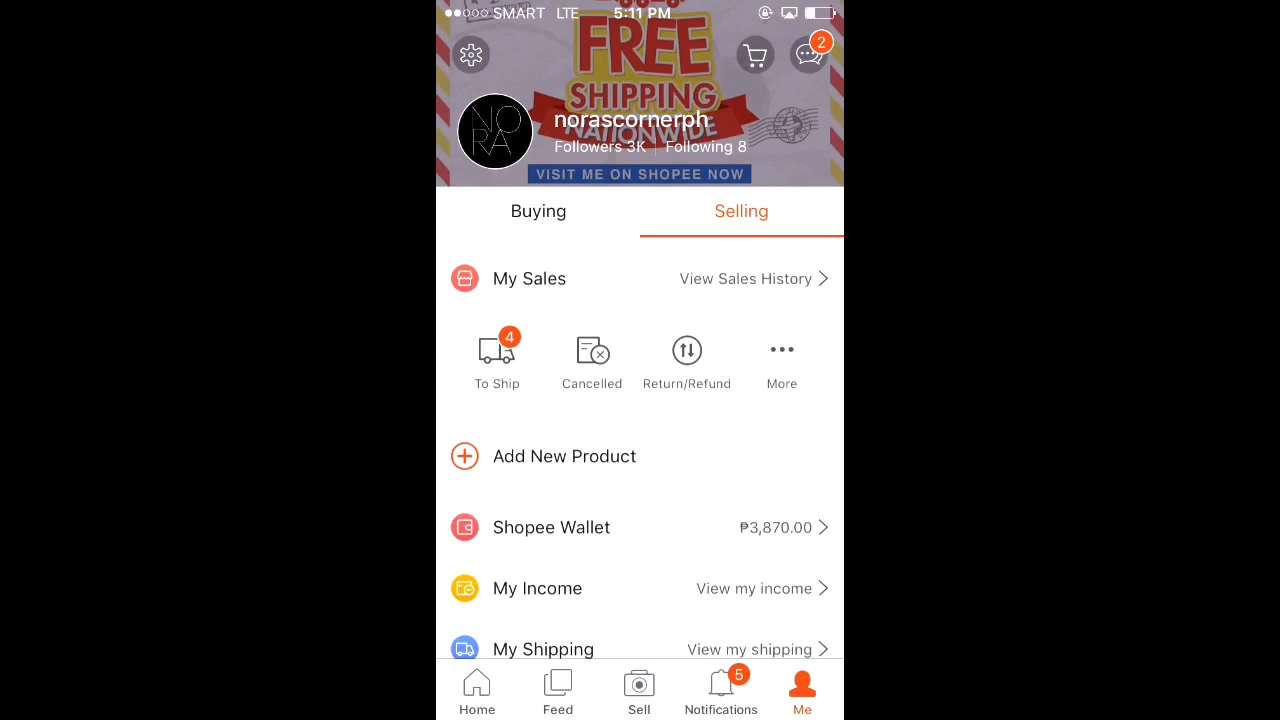 SMART LTE 5:11 PM
2
FREE
SHIPPING
NATIONWIDE
NORA
norascornerph
Followers 3K | Following 8
VISIT ME ON SHOPEE NOW
Buying Selling
My Sales View Sales History
4
To Ship Cancelled Return/Refund More
Add New Product
Shopee Wallet ₱3,870.00
My Income View my income
My Shipping View my shipping
5
Home Feed Sell Notifications Me